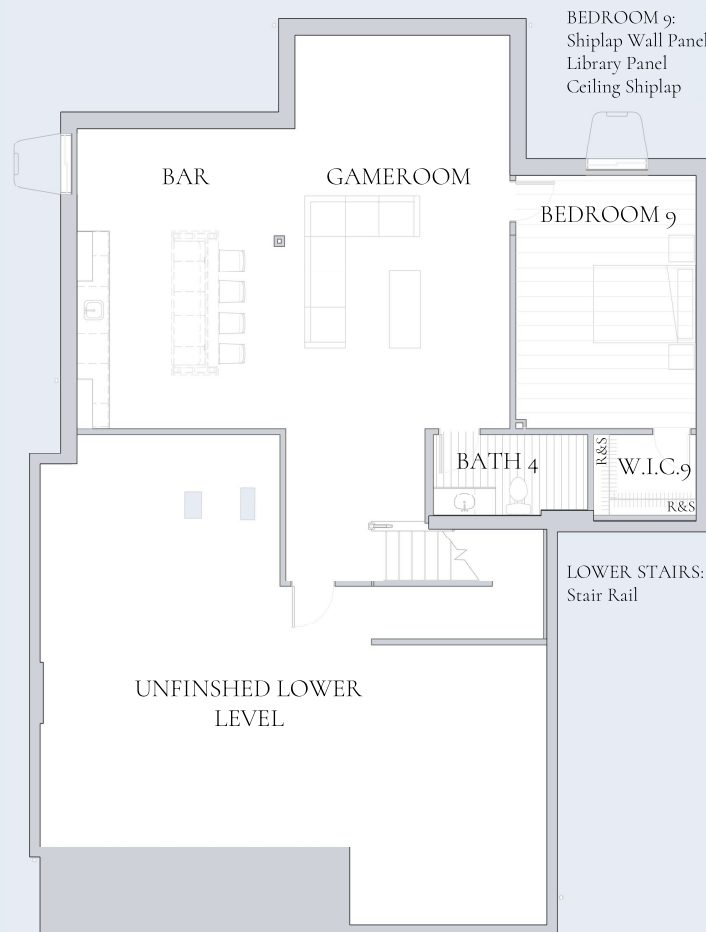 BEDROOM 9:
Shiplap Wall Panel
Library Panel
Ceiling Shiplap
BAR
GAMEROOM
BEDROOM 9
BATH 4
R&S
W.I.C.9
R&S
LOWER STAIRS:
Stair Rail
UNFINSHED LOWER
LEVEL